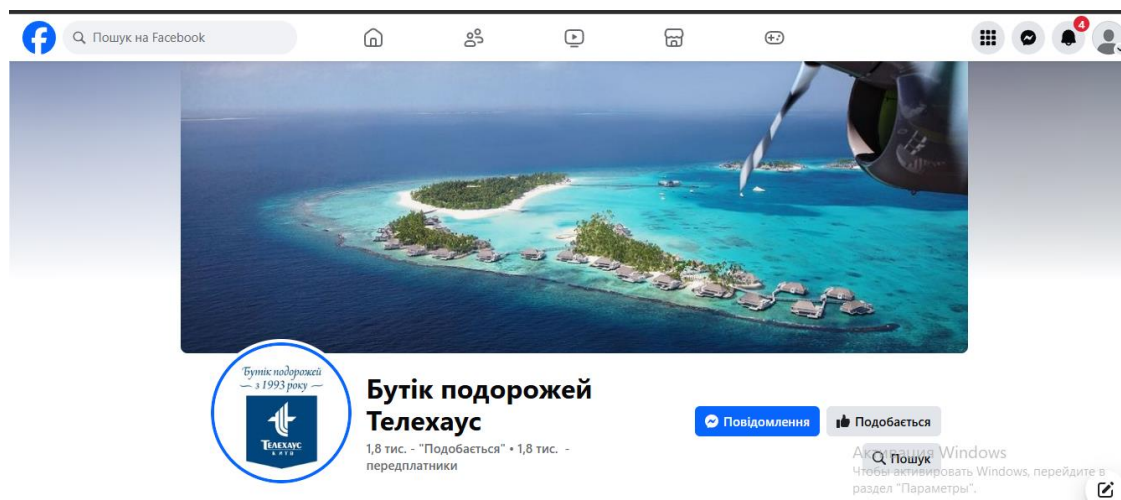 Пошук на Facebook
4
Бутік подорожей
з 1993 року
ТЕЛЕХАУС
Бутік подорожей
Телехаус
1,8 тис. - "Подобається" • 1,8 тис. -
передплатники
Повідомлення
Подобається
Пошук
Активация Windows
Чтобы активировать Windows, перейдите в
раздел "Параметры".